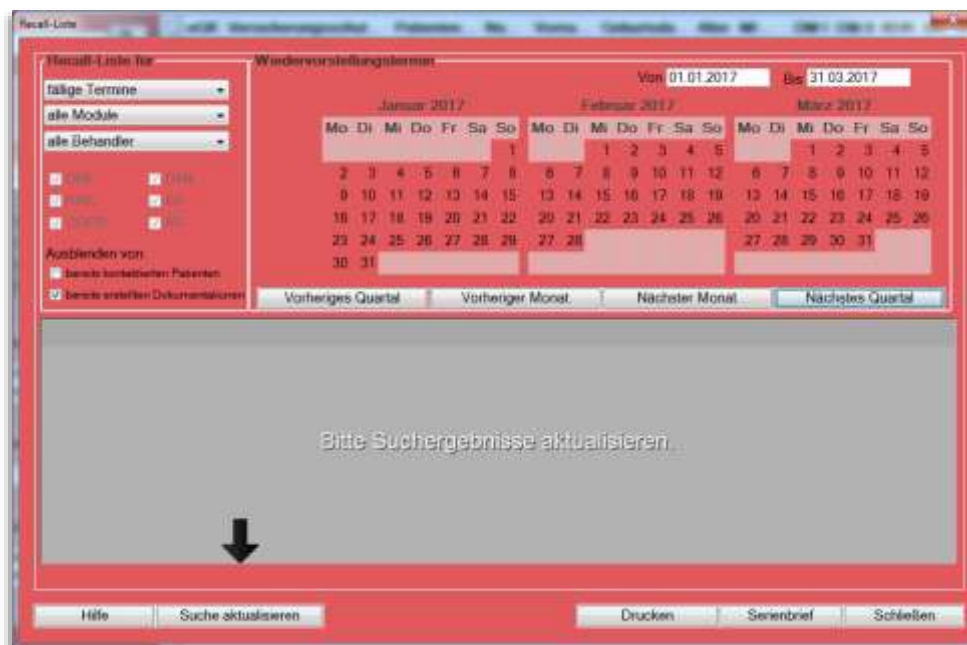 Recall-Liste
Recall-Liste für
fällige Termine
alle Module
alle Behandler
Ausblenden von:
bereits kontaktierten Patienten
bereits erstellten Dokumentationen
Wiedervorstellungstermin
Von 01.01.2017 Bis 31.03.2017
Januar 2017 Februar 2017 März 2017
Mo Di Mi Do Fr Sa So Mo Di Mi Do Fr Sa So Mo Di Mi Do Fr Sa So
1 1 2 3 4 5 1 2 3 4 5
2 3 4 5 6 7 8 6 7 8 9 10 11 12 6 7 8 9 10 11 12
9 10 11 12 13 14 15 13 14 15 16 17 18 19 13 14 15 16 17 18 19
16 17 18 19 20 21 22 20 21 22 23 24 25 26 20 21 22 23 24 25 26
23 24 25 26 27 28 29 27 28 27 28 29 30 31
30 31
Vorheriges Quartal Vorheriger Monat Nächster Monat Nächstes Quartal
Bitte Suchergebnisse aktualisieren.
Hilfe Suche aktualisieren Drucken Serienbrief Schließen